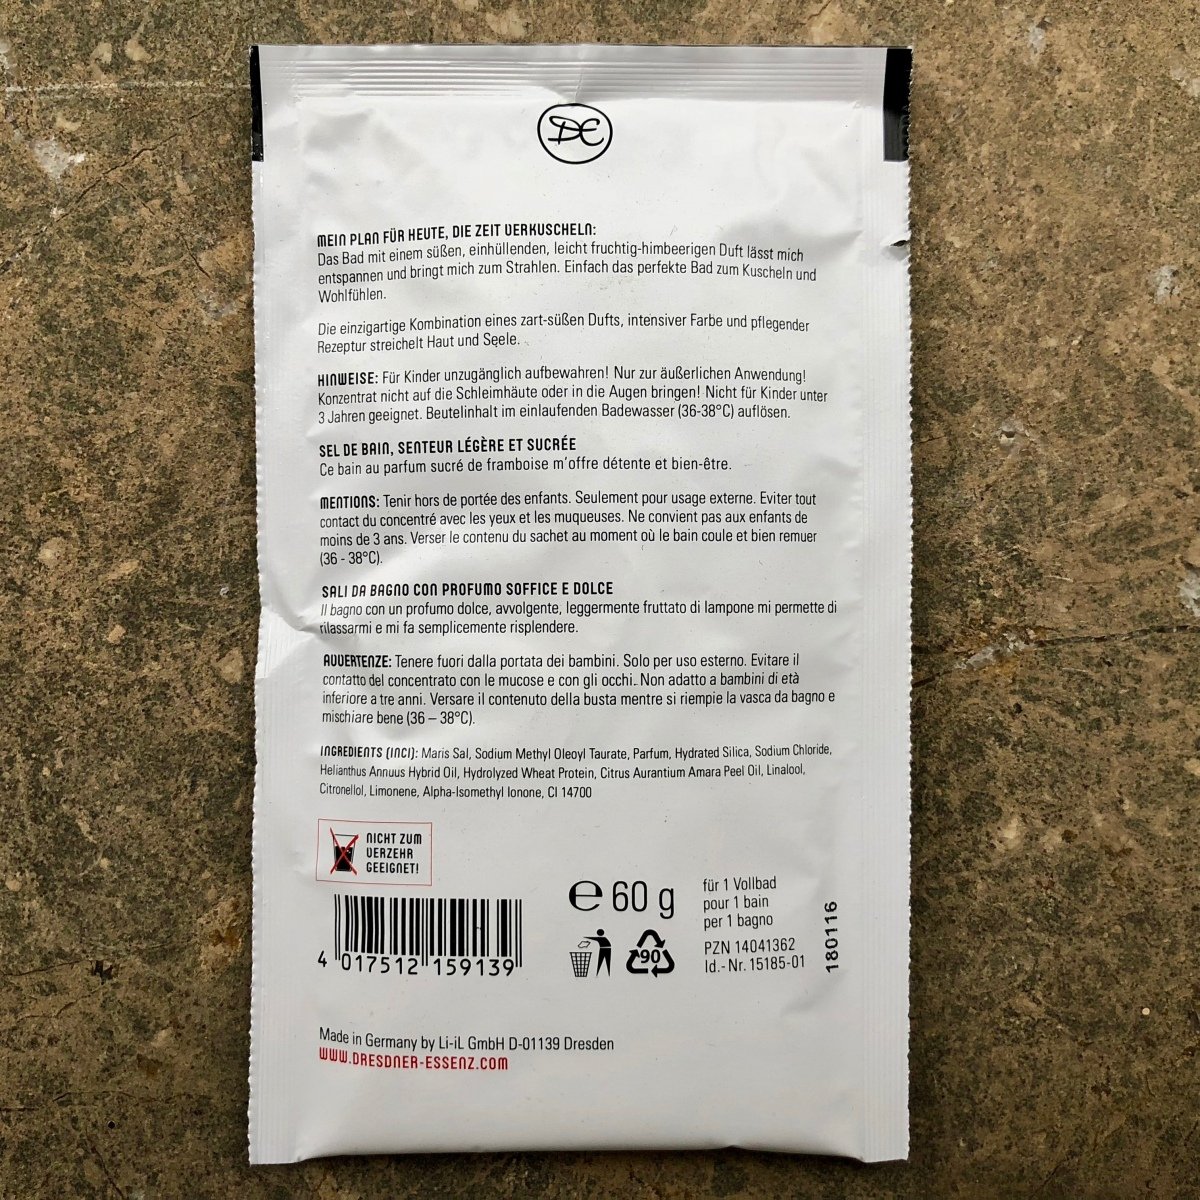 DE
MEIN PLAN FÜR HEUTE, DIE ZEIT VERKUSCHELN:
Das Bad mit einem süßen, einhüllenden, leicht fruchtig-himbeerigen Duft lässt mich
entspannen und bringt mich zum Strahlen. Einfach das perfekte Bad zum Kuscheln und
Wohlfühlen.
Die einzigartige Kombination eines zart-süßen Dufts, intensiver Farbe und pflegender
Rezeptur streichelt Haut und Seele.
HINWEISE: Für Kinder unzugänglich aufbewahren! Nur zur äußerlichen Anwendung!
Konzentrat nicht auf die Schleimhäute oder in die Augen bringen! Nicht für Kinder unter
3 Jahren geeignet. Beutelinhalt im einlaufenden Badewasser (36-38°C) auflösen.
SEL DE BAIN, SENTEUR LÉGÈRE ET SUCRÉE
Ce bain au parfum sucré de framboise m'offre détente et bien-être.
MENTIONS: Tenir hors de portée des enfants. Seulement pour usage externe. Eviter tout
contact du concentré avec les yeux et les muqueuses. Ne convient pas aux enfants de
moins de 3 ans. Verser le contenu du sachet au moment où le bain coule et bien remuer
(36 - 38°C).
SALI DA BAGNO CON PROFUMO SOFFICE E DOLCE
Il bagno con un profumo dolce, avvolgente, leggermente fruttato di lampone mi permette di
rilassarmi e mi fa semplicemente risplendere.
AVVERTENZE: Tenere fuori dalla portata dei bambini. Solo per uso esterno. Evitare il
contatto del concentrato con le mucose e con gli occhi. Non adatto a bambini di età
inferiore a tre anni. Versare il contenuto della busta mentre si riempie la vasca da bagno e
mischiare bene (36 – 38°C).
INGREDIENTS (INCI): Maris Sal, Sodium Methyl Oleoyl Taurate, Parfum, Hydrated Silica, Sodium Chloride,
Helianthus Annuus Hybrid Oil, Hydrolyzed Wheat Protein, Citrus Aurantium Amara Peel Oil, Linalool,
Citronellol, Limonene, Alpha-Isomethyl Ionone, CI 14700
NICHT ZUM
VERZEHR
GEEIGNET!
4 017512 159139
℮ 60 g
90
für 1 Vollbad
pour 1 bain
per 1 bagno
PZN 14041362
Id.- Nr. 15185-01
180116
Made in Germany by Li-iL GmbH D-01139 Dresden
WWW.DRESDNER-ESSENZ.COM